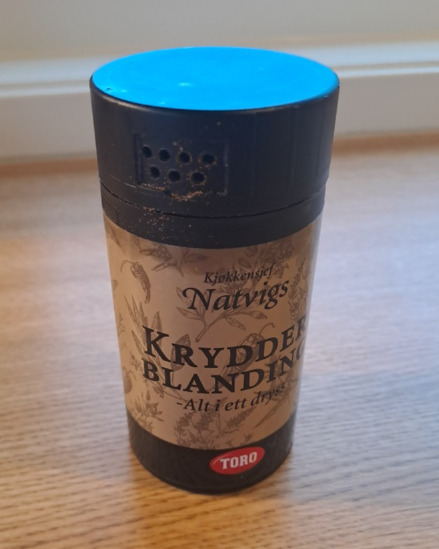 Kjøkkensjef
Natvigs
KRYDDER
BLANDING
-Alt i ett dryss-
TORO